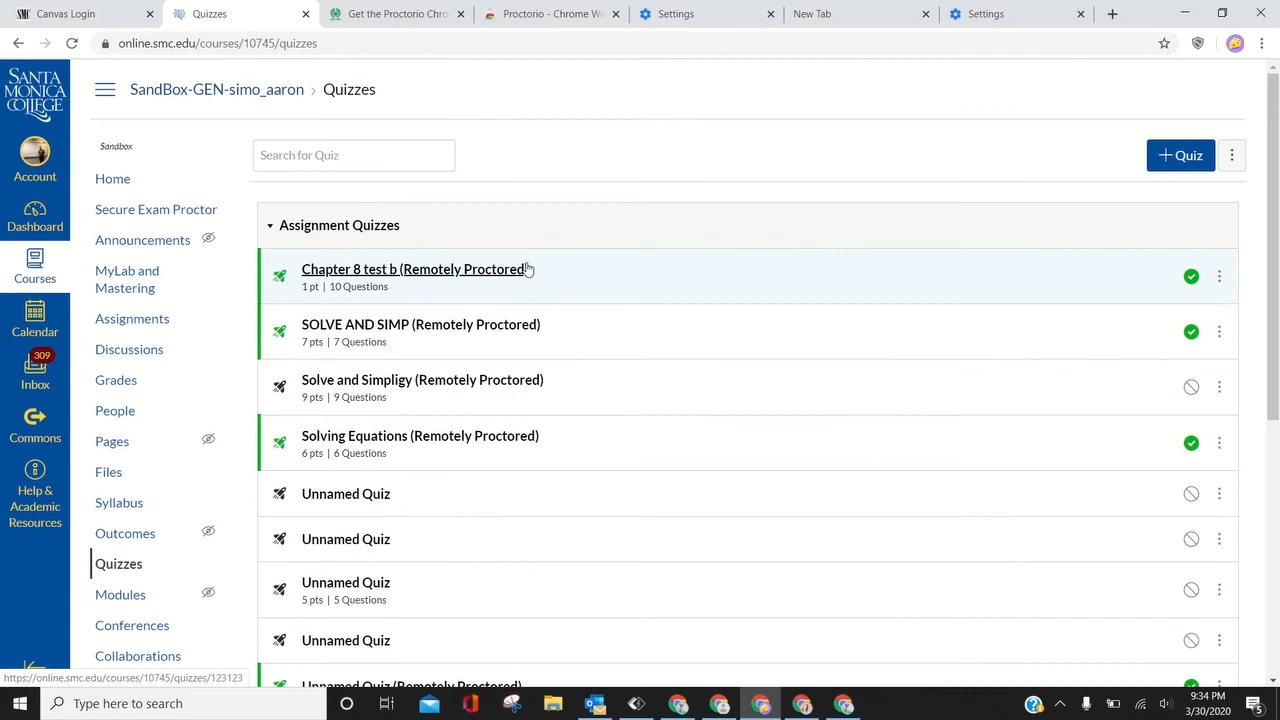 Canvas Login
Quizzes
Get the Proctorio Chro
Proctorio - Chrome We
Settings
New Tab
Settings
online.smc.edu/courses/10745/quizzes
SANTA
MONICA
COLLEGE
SandBox-GEN-simo_aaron › Quizzes
Sandbox
Search for Quiz
+ Quiz
Account
Dashboard
Courses
Calendar
309
Inbox
Commons
Help &
Academic
Resources
Home
Secure Exam Proctor
Announcements
MyLab and
Mastering
Assignments
Discussions
Grades
People
Pages
Files
Syllabus
Outcomes
Quizzes
Modules
Conferences
Collaborations
Assignment Quizzes
Chapter 8 test b (Remotely Proctored)
1 pt | 10 Questions
SOLVE AND SIMP (Remotely Proctored)
7 pts | 7 Questions
Solve and Simpligy (Remotely Proctored)
9 pts | 9 Questions
Solving Equations (Remotely Proctored)
6 pts | 6 Questions
Unnamed Quiz
Unnamed Quiz
Unnamed Quiz
5 pts | 5 Questions
Unnamed Quiz
Unnamed Quiz (Remotely Proctored)
https://online.smc.edu/courses/10745/quizzes/123123
Type here to search
9:34 PM
3/30/2020
5